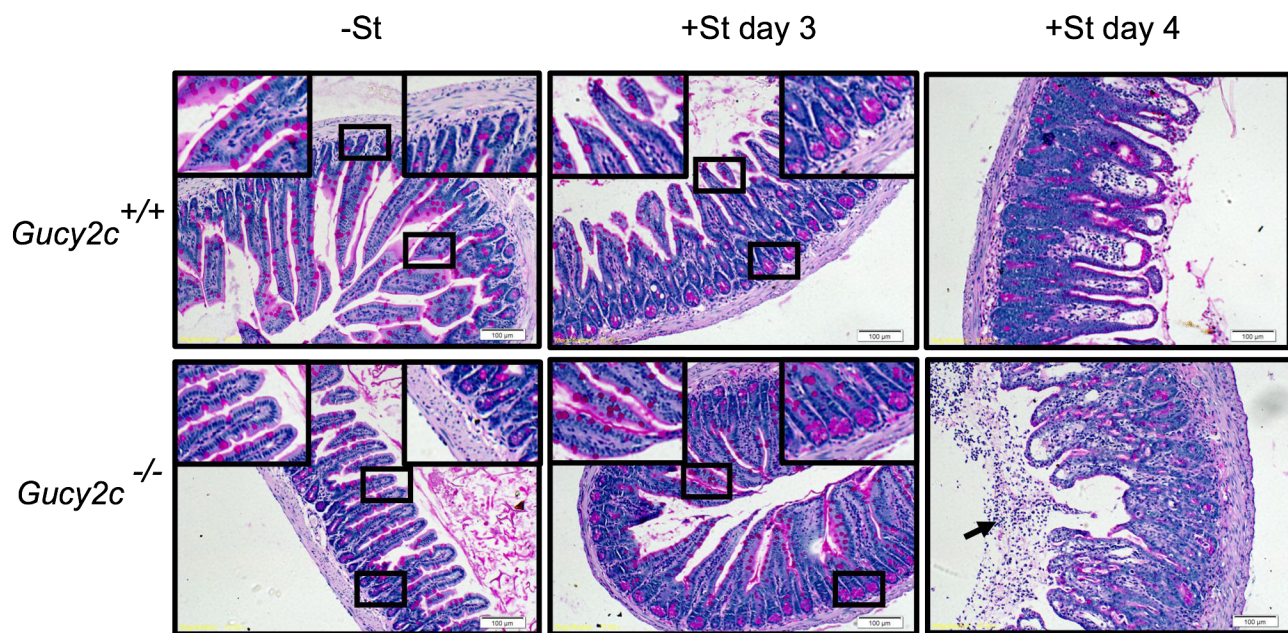 -St +St day 3 +St day 4
Gucy2c+/+
100 µm 100 µm 100 µm
Gucy2c-/-
100 µm 100 µm 100 µm